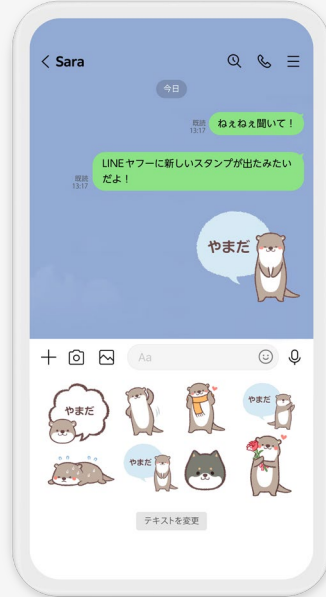 Sara
今日
既読
13:17
ねぇねぇ聞いて！
LINEヤフーに新しいスタンプが出たみたい
だよ！
既読
13:17
やまだ
Aa
やまだ
やまだ
やまだ
テキストを変更